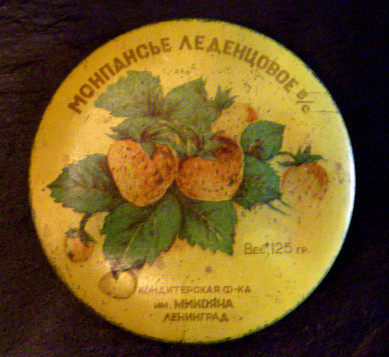 МОНПАНСЬЕ ЛЕДЕНЦОВОЕ В/О
ВЕС 125 ГР.
КОНДИТЕРСКАЯ Ф-КА
ИМ. МИКОЯНА
ЛЕНИНГРАД